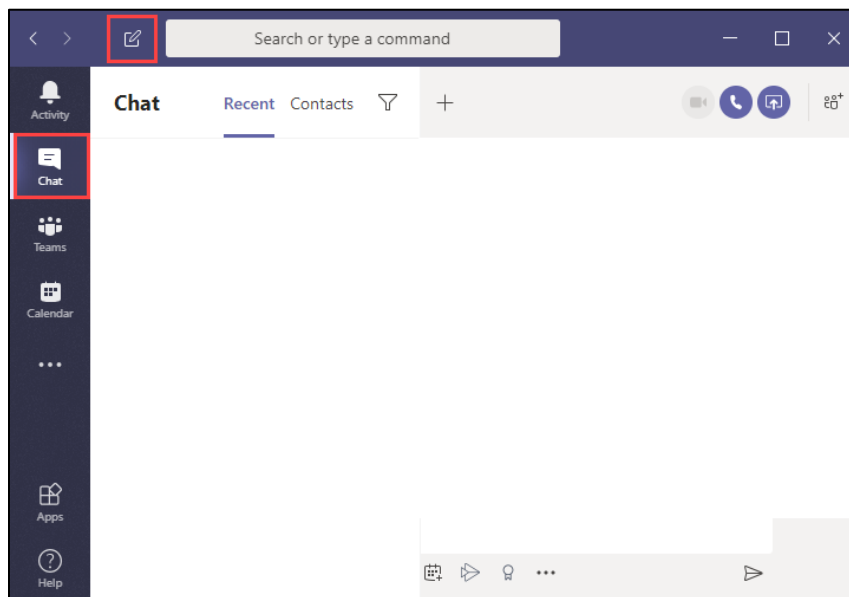 Search or type a command
Activity
Chat
Recent
Contacts
Chat
Teams
Calendar
Apps
Help